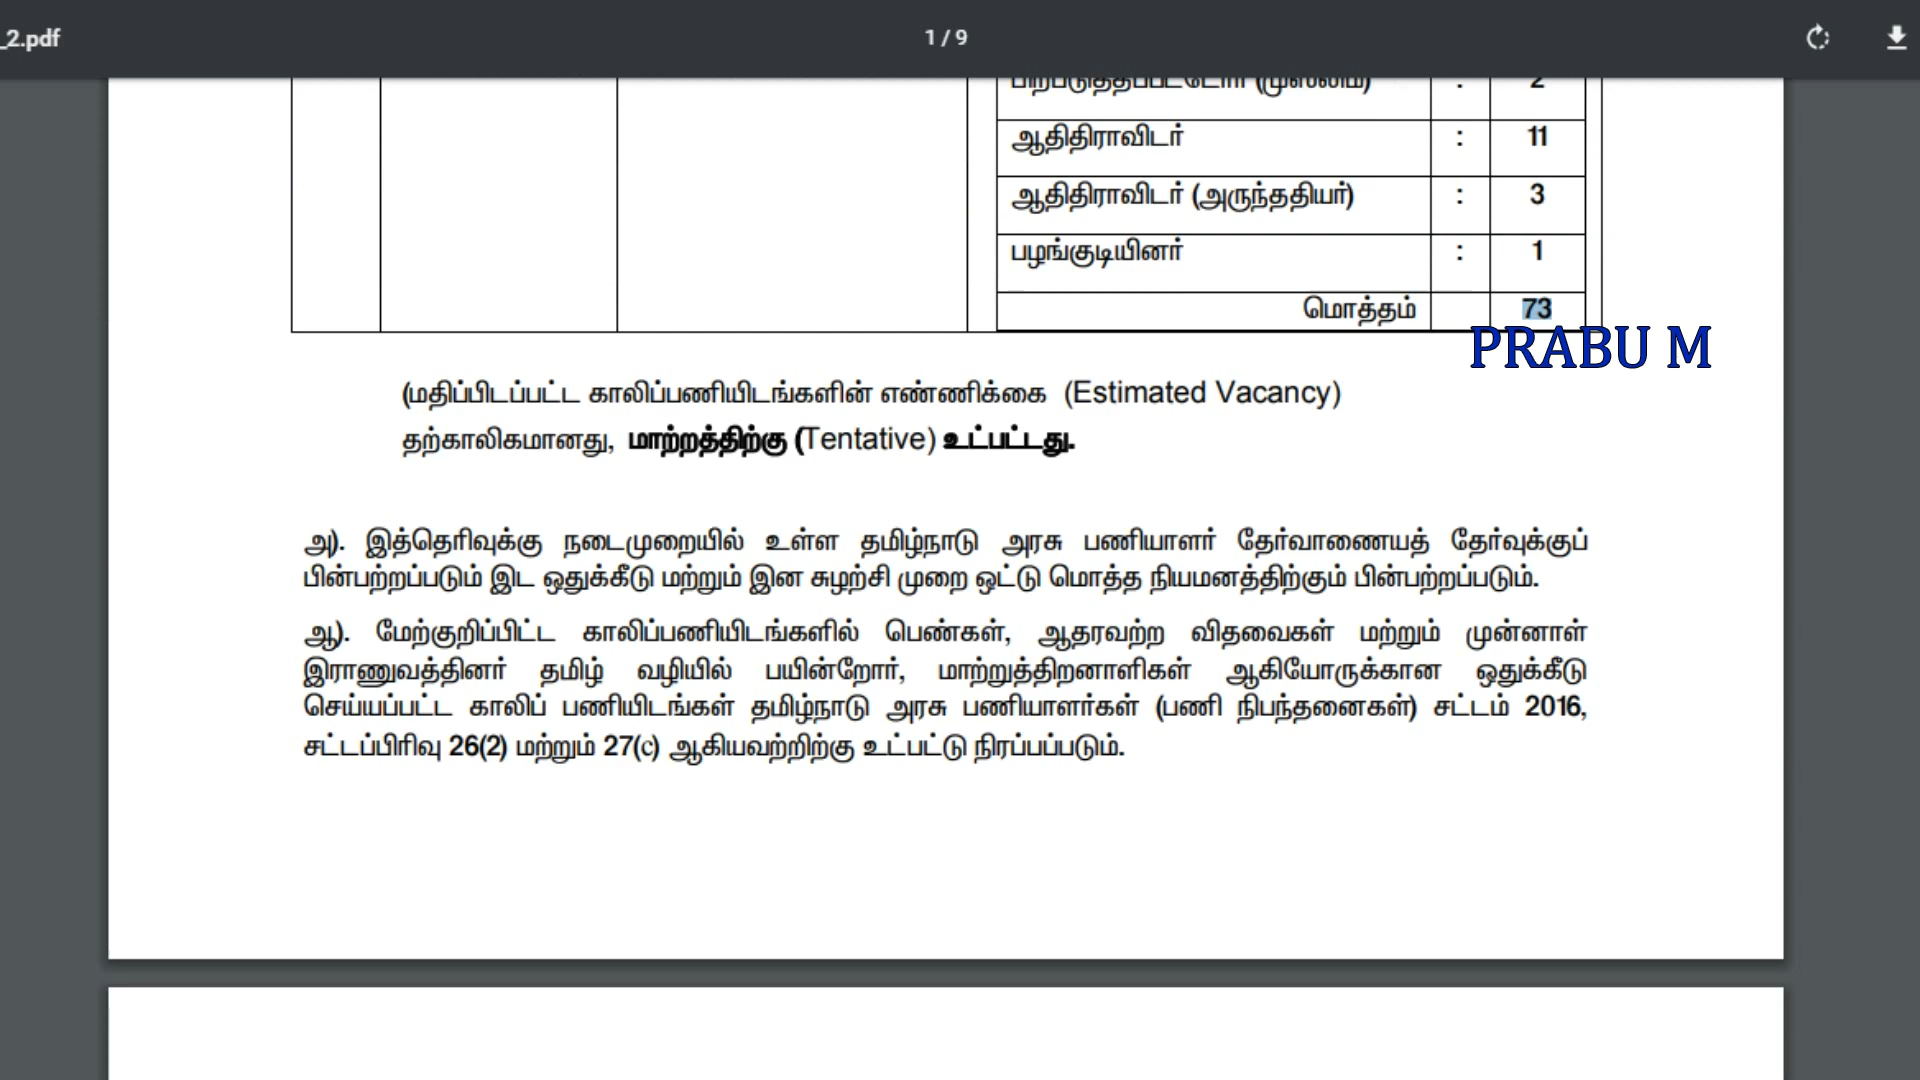 _2.pdf
1 / 9
பிற்படுத்தப்பட்டோர் (முஸ்லிம்) : 2
ஆதிதிராவிடர் : 11
ஆதிதிராவிடர் (அருந்ததியர்) : 3
பழங்குடியினர் : 1
மொத்தம் 73
PRABU M
(மதிப்பிடப்பட்ட காலிப்பணியிடங்களின் எண்ணிக்கை (Estimated Vacancy)
தற்காலிகமானது, மாற்றத்திற்கு (Tentative) உட்பட்டது.
அ). இத்தெரிவுக்கு நடைமுறையில் உள்ள தமிழ்நாடு அரசு பணியாளர் தேர்வாணையத் தேர்வுக்குப்
பின்பற்றப்படும் இட ஒதுக்கீடு மற்றும் இன சுழற்சி முறை ஒட்டு மொத்த நியமனத்திற்கும் பின்பற்றப்படும்.
ஆ). மேற்குறிப்பிட்ட காலிப்பணியிடங்களில் பெண்கள், ஆதரவற்ற விதவைகள் மற்றும் முன்னாள்
இராணுவத்தினர் தமிழ் வழியில் பயின்றோர், மாற்றுத்திறனாளிகள் ஆகியோருக்கான ஒதுக்கீடு
செய்யப்பட்ட காலிப் பணியிடங்கள் தமிழ்நாடு அரசு பணியாளர்கள் (பணி நிபந்தனைகள்) சட்டம் 2016,
சட்டப்பிரிவு 26(2) மற்றும் 27(c) ஆகியவற்றிற்கு உட்பட்டு நிரப்பப்படும்.